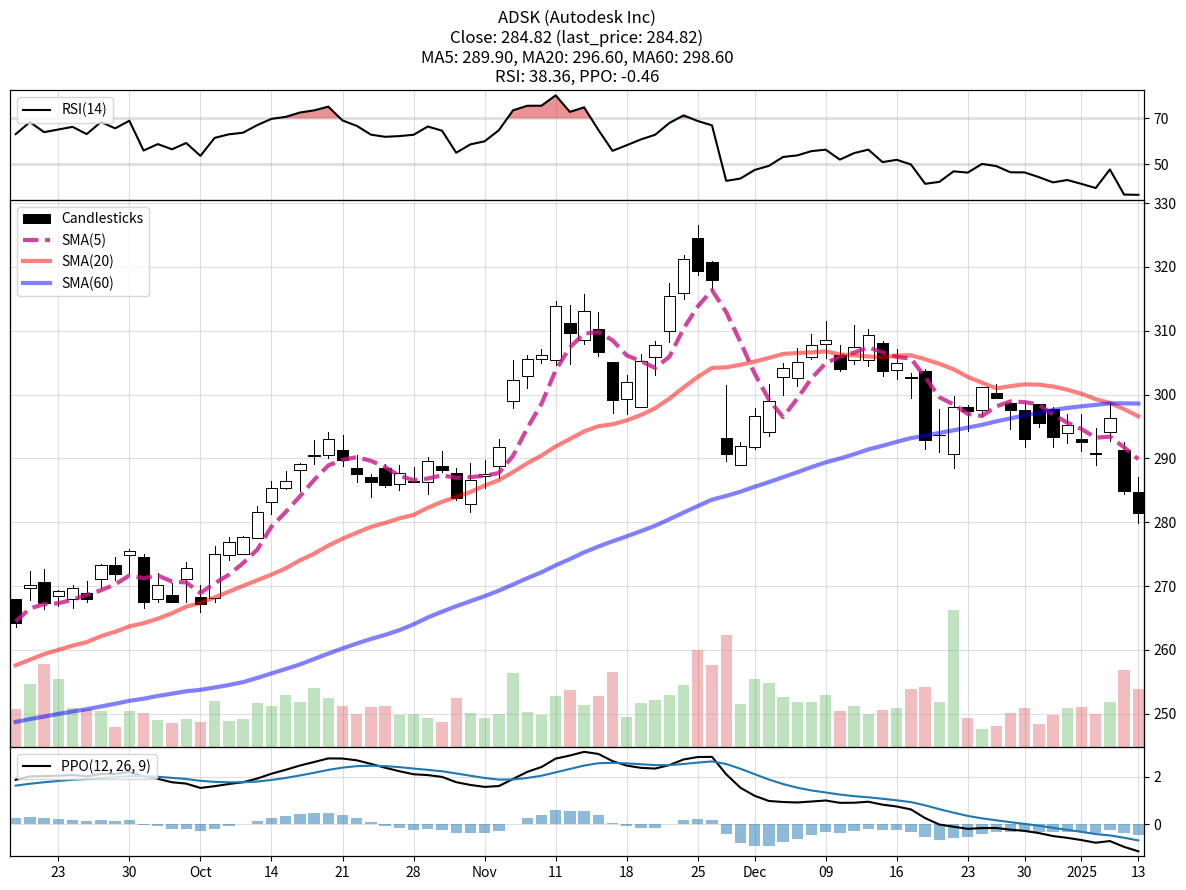 ADSK (Autodesk Inc)
Close: 284.82 (last_price: 284.82)
MA5: 289.90, MA20: 296.60, MA60: 298.60
RSI: 38.36, PPO: -0.46
RSI(14)
70
50
330
Candlesticks
SMA(5)
SMA(20)
SMA(60)
320
310
300
290
280
270
260
250
PPO(12, 26, 9)
2
0
23 30 Oct 14 21 28 Nov 11 18 25 Dec 09 16 23 30 2025 13